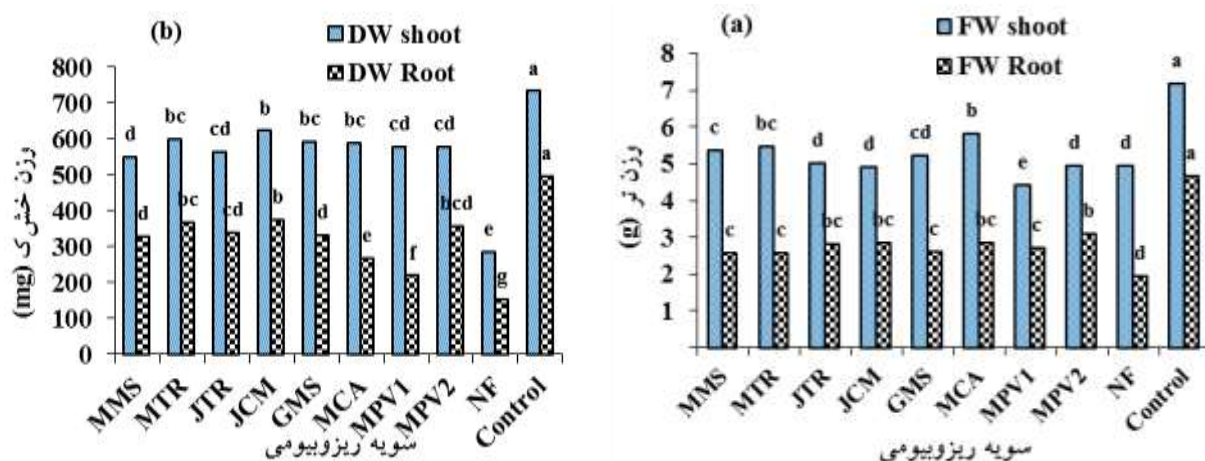 (b)
DW shoot
DW Root
وزن خشک (mg)
800
700
600
500
400
300
200
100
0
d bc cd b bc bc cd cd e a
d bc cd b d e f bcd g a
MMS MTR JTR JCM GMS MCA MPV1 MPV2 NF Control
سویه ریزوبیومی
(a)
FW shoot
FW Root
وزن تر (g)
8
7
6
5
4
3
2
1
c bc d d cd b e d d a
c c bc bc c bc c b d a
MMS MTR JTR JCM GMS MCA MPV1 MPV2 NF Control
سویه ریزوبیومی